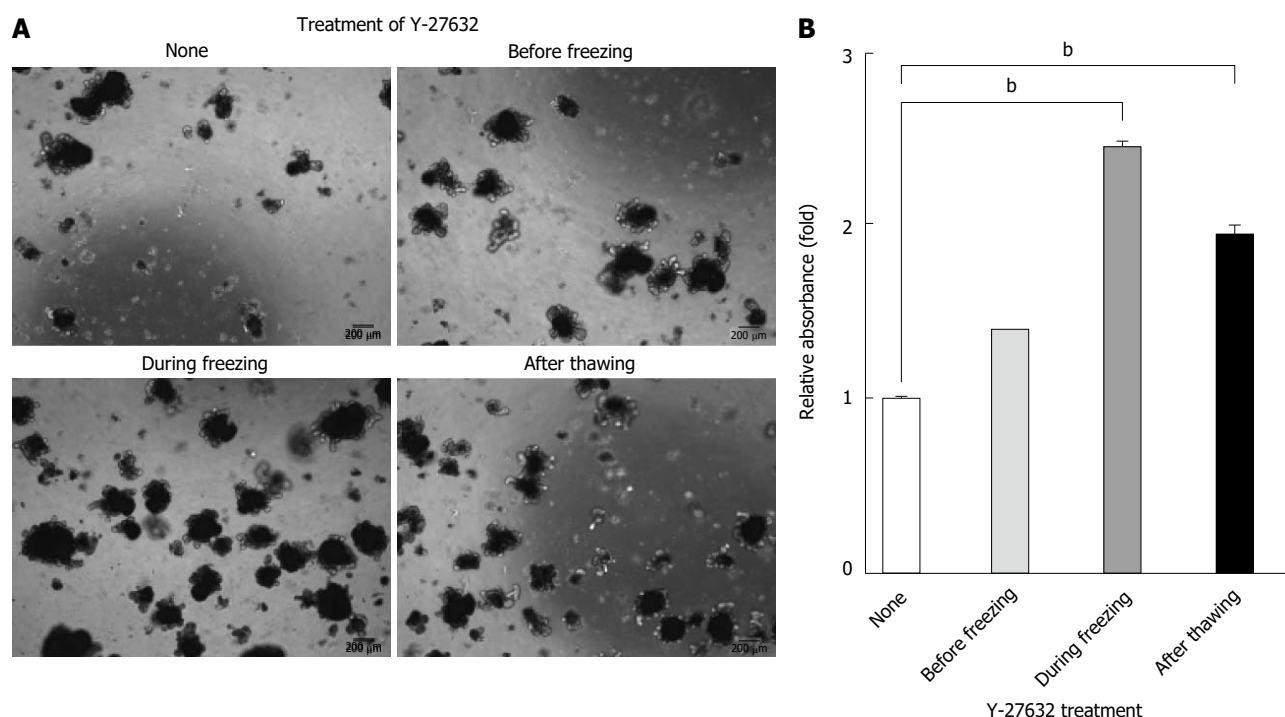 A
Treatment of Y-27632
None
Before freezing
200 μm
200 μm
During freezing
After thawing
200 μm
200 μm
B
3
2
1
0
Relative absorbance (fold)
b
b
None
Before freezing
During freezing
After thawing
Y-27632 treatment